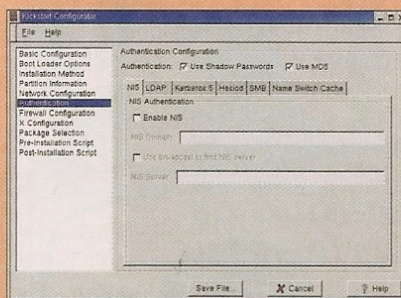 Kickstart Configurator
File Help
Basic Configuration
Boot Loader Options
Installation Method
Partition Information
Network Configuration
Authentication
Firewall Configuration
X Configuration
Package Selection
Pre-Installation Script
Post-Installation Script
Authentication Configuration
Authentication: Use Shadow Passwords Use MD5
NIS LDAP Kerberos 5 Hesiod SMB Name Switch Cache
NIS Authentication
Enable NIS
NIS Domain:
Use broadcast to find NIS server
NIS Server:
Save File... Cancel Help